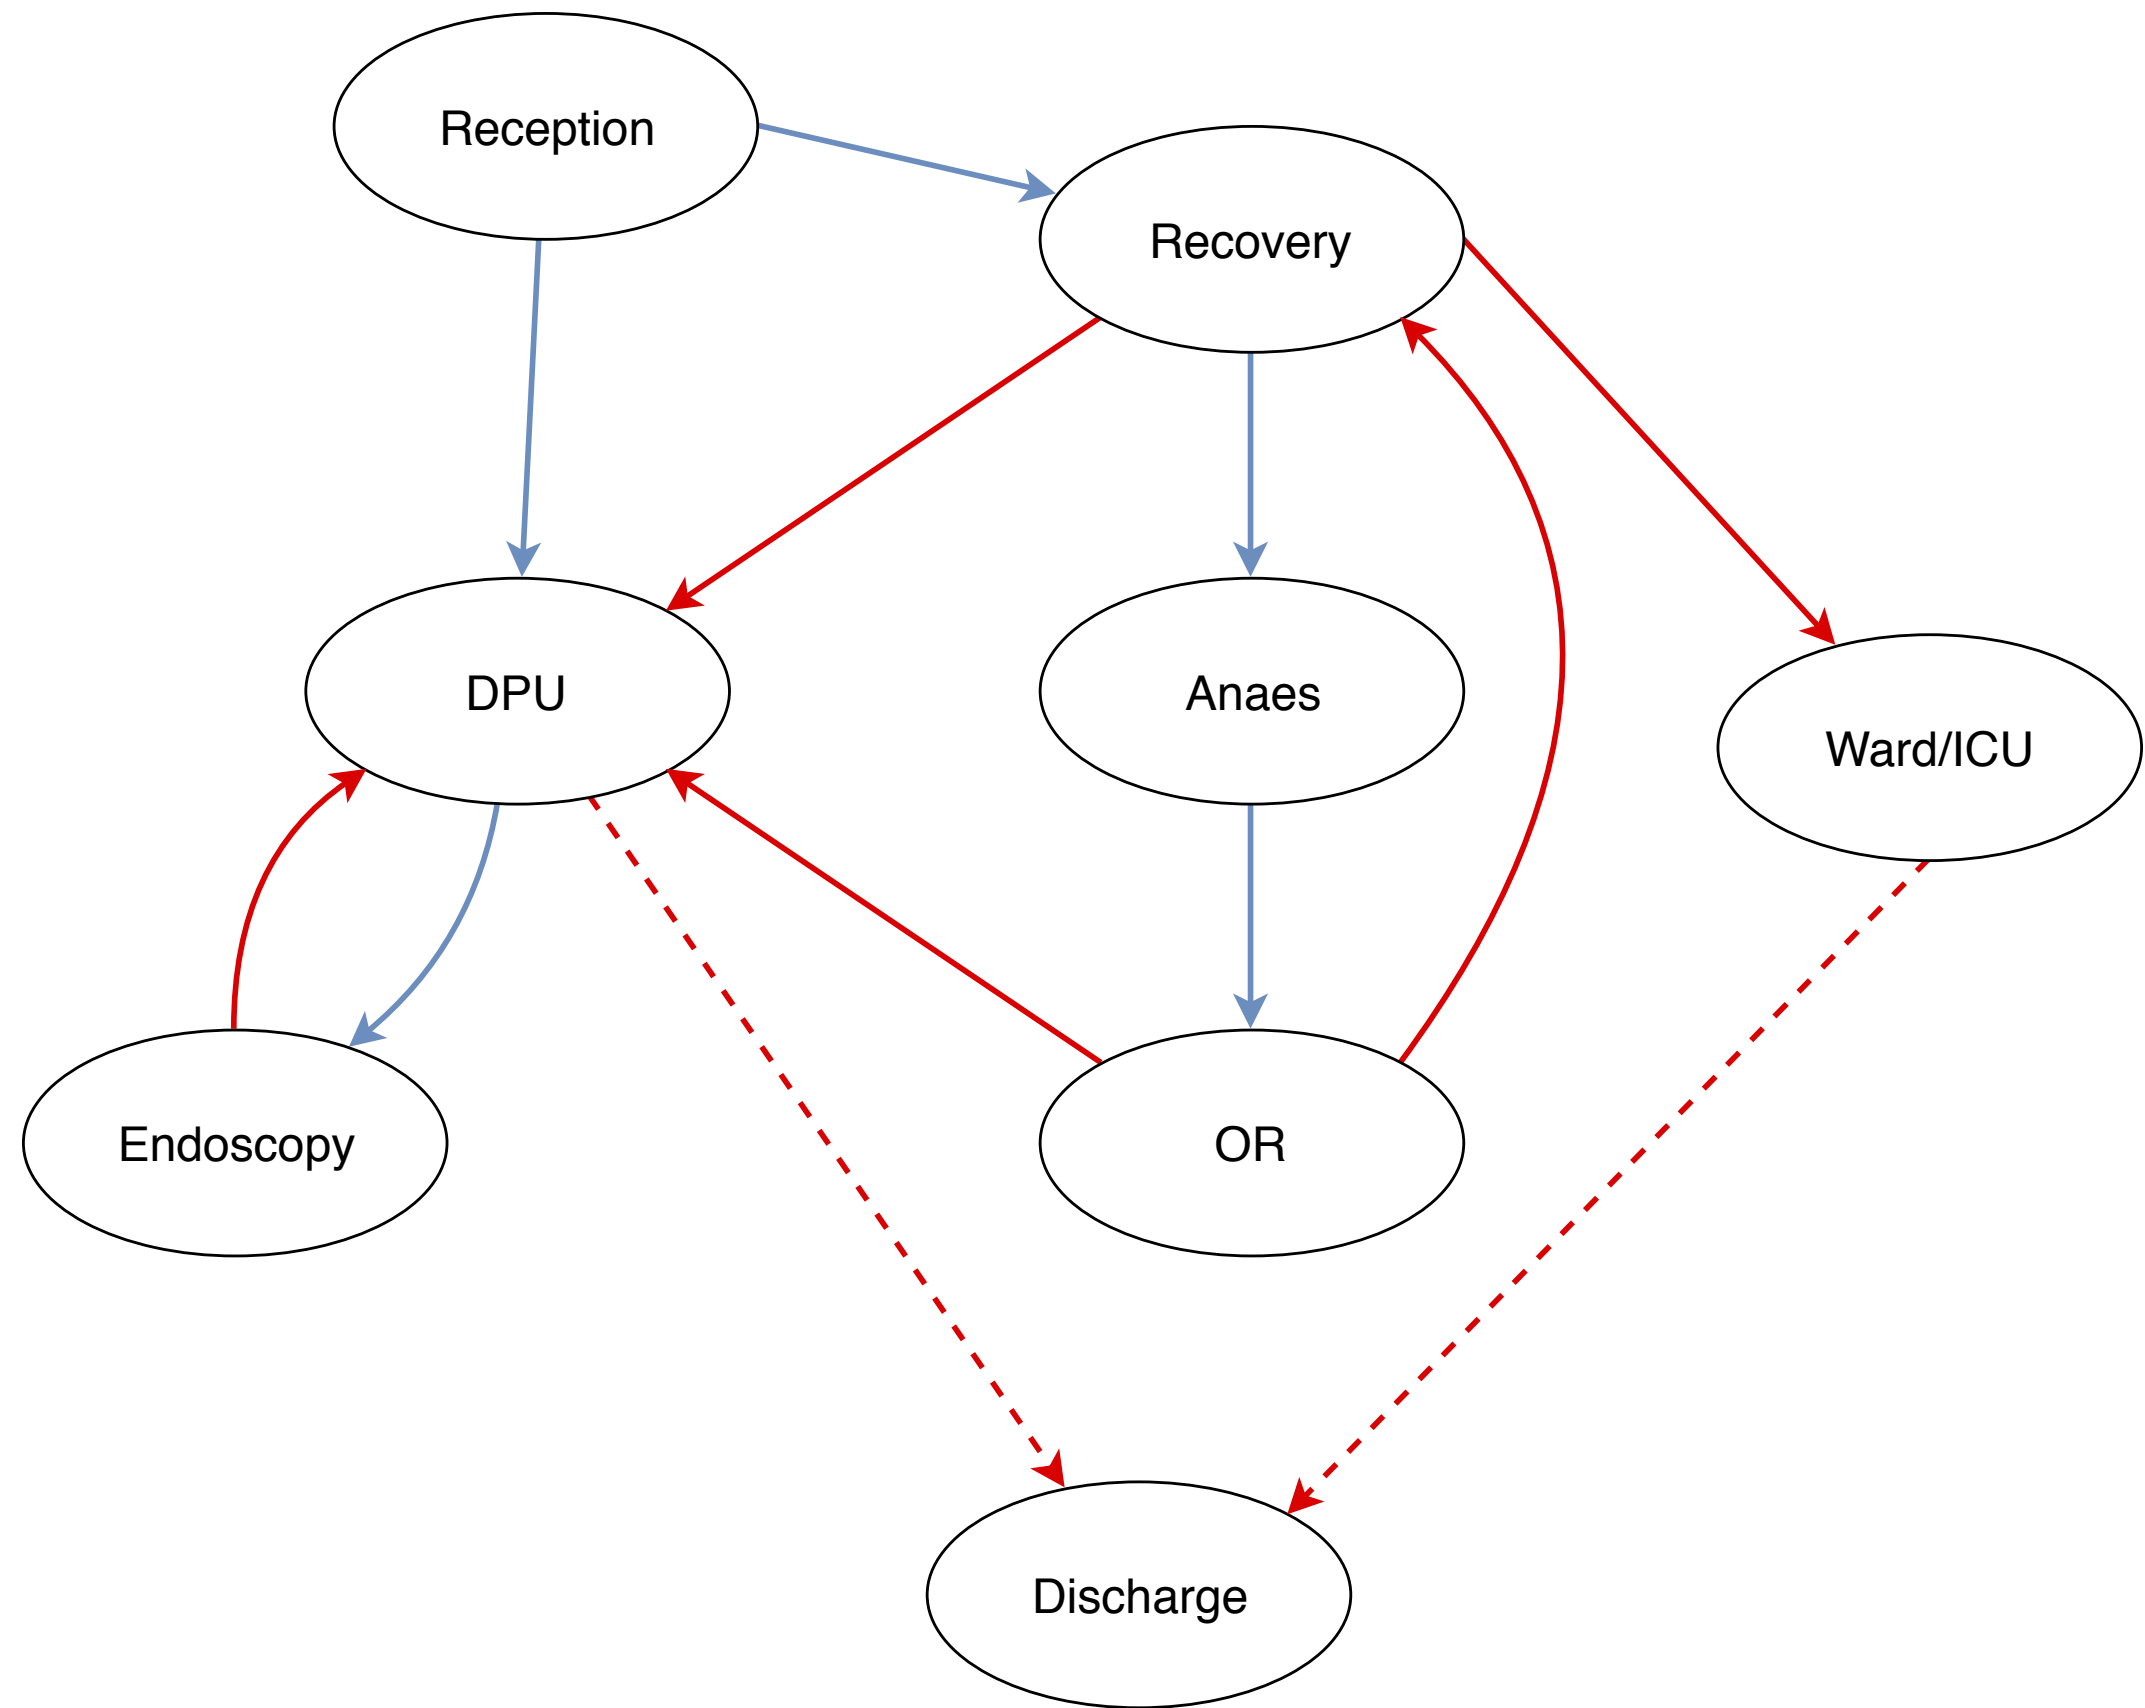 Reception
Recovery
DPU
Anaes
Ward/ICU
Endoscopy
OR
Discharge